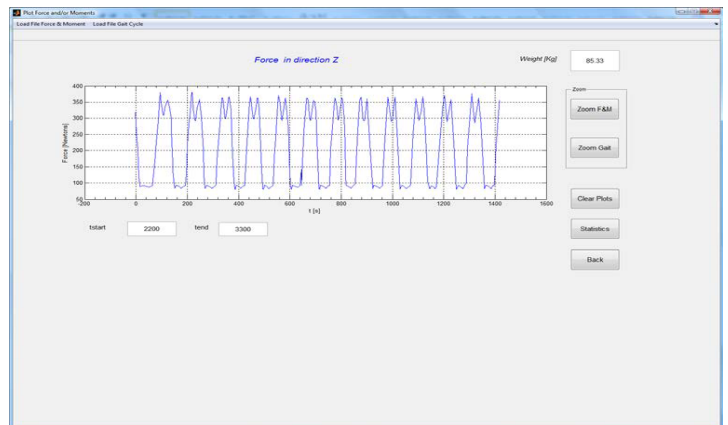 Plot Force and/or Moments
Load File Force & Moment Load File Gait Cycle
Force in direction Z
Weight [Kg] 85.33
Zoom
Zoom F&M
Zoom Gait
Clear Plots
Statistics
Back
Force [Newtons]
400
350
300
250
200
150
100
50
-200 0 200 400 600 800 1000 1200 1400 1600
t [s]
tstart 2200 tend 3300